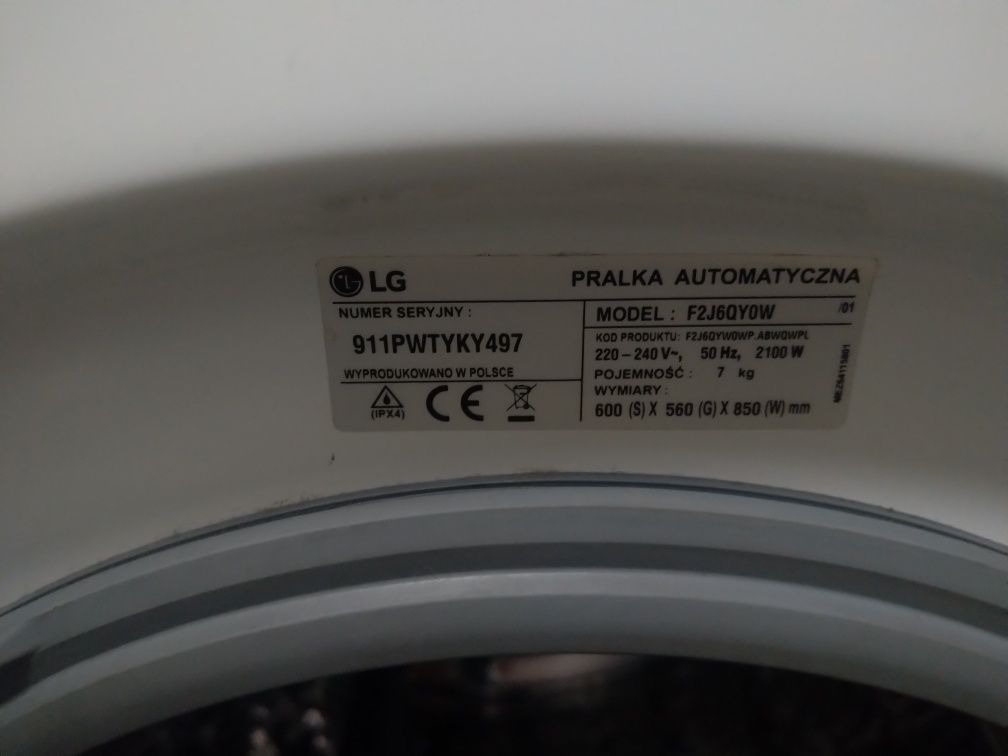 LG PRALKA AUTOMATYCZNA
NUMER SERYJNY :
911PWTYKY497
WYPRODUKOWANO W POLSCE
(IPX4) CE
MODEL : F2J6QY0W /01
KOD PRODUKTU: F2J6QYW0WP.ABWQWPL
220 – 240 V~, 50 Hz, 2100 W
POJEMNOŚĆ : 7 kg
WYMIARY :
600 (S) X 560 (G) X 850 (W) mm